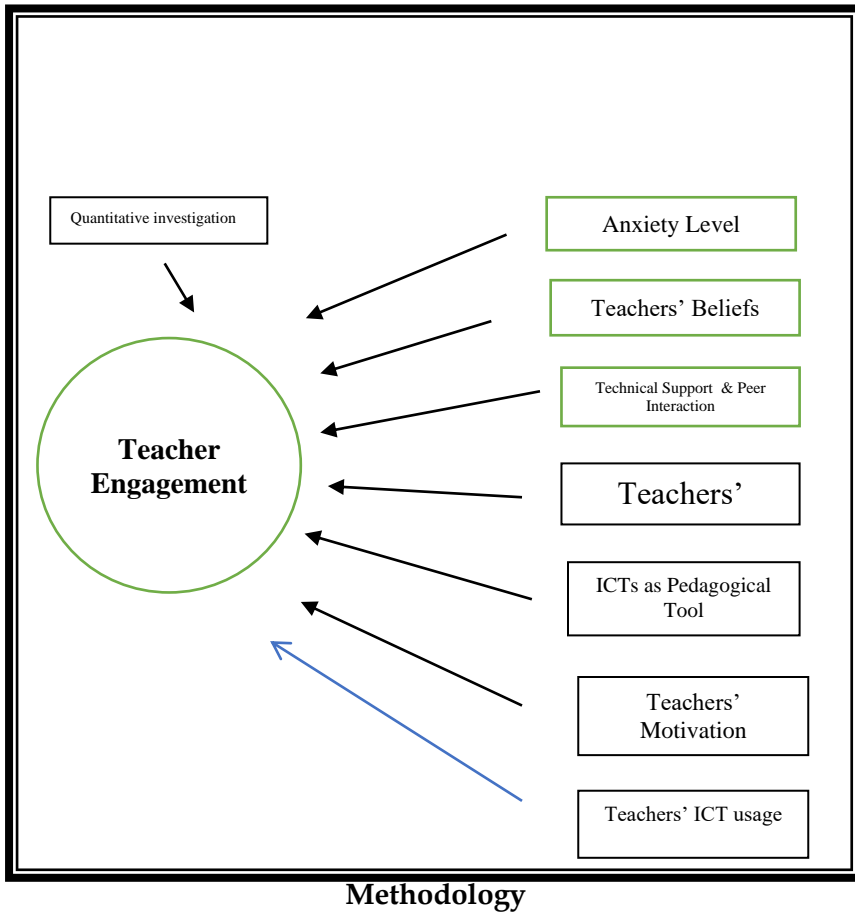 Quantitative investigation
Anxiety Level
Teachers’ Beliefs
Technical Support & Peer
Interaction
Teacher
Engagement
Teachers’
ICTs as Pedagogical
Tool
Teachers’
Motivation
Teachers’ ICT usage
Methodology